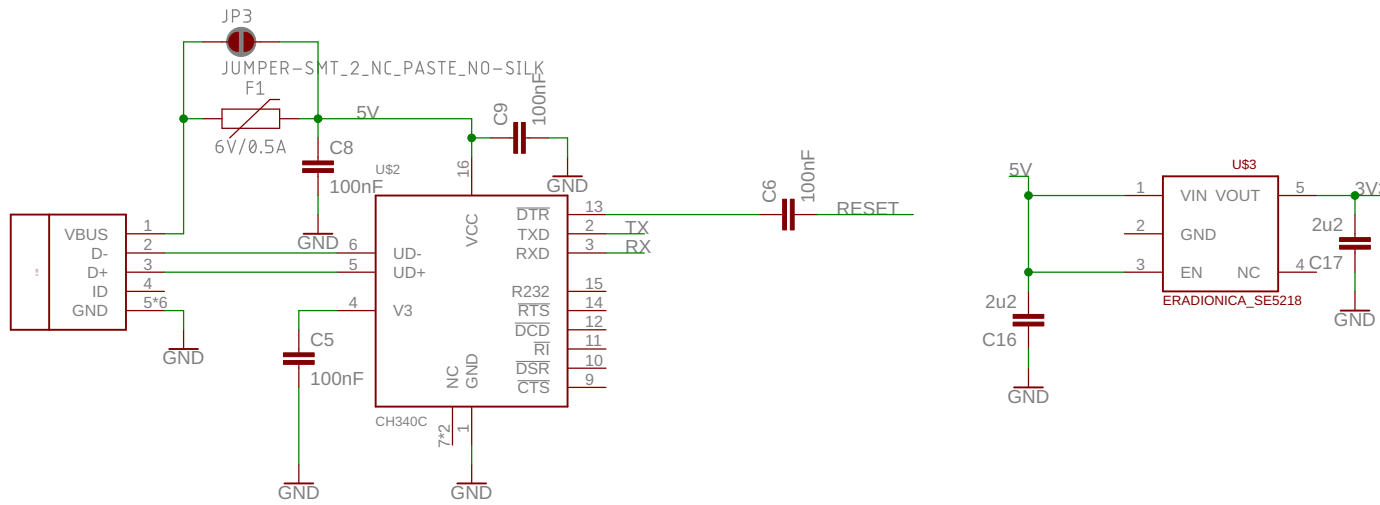 JP3
JUMPER-SMT_2_NC_PASTE_NO-SILK
F1
6V/0.5A
5V
C9
100nF
GND
C8
100nF
GND
U$2
16
VCC
VBUS 1
D- 2
D+ 3
ID 4
GND 5*6
GND
6 UD-
5 UD+
4 V3
C5
100nF
GND
DTR 13
TXD 2 TX
RXD 3 RX
R232 15
RTS 14
DCD 12
RI 11
DSR 10
CTS 9
NC
GND
CH340C
7*2
1
GND
C6
100nF
RESET
5V
U$3
1 VIN VOUT 5
2 GND
3 EN NC 4
ERADIONICA_SE5218
2u2
C16
GND
2u2
C17
GND